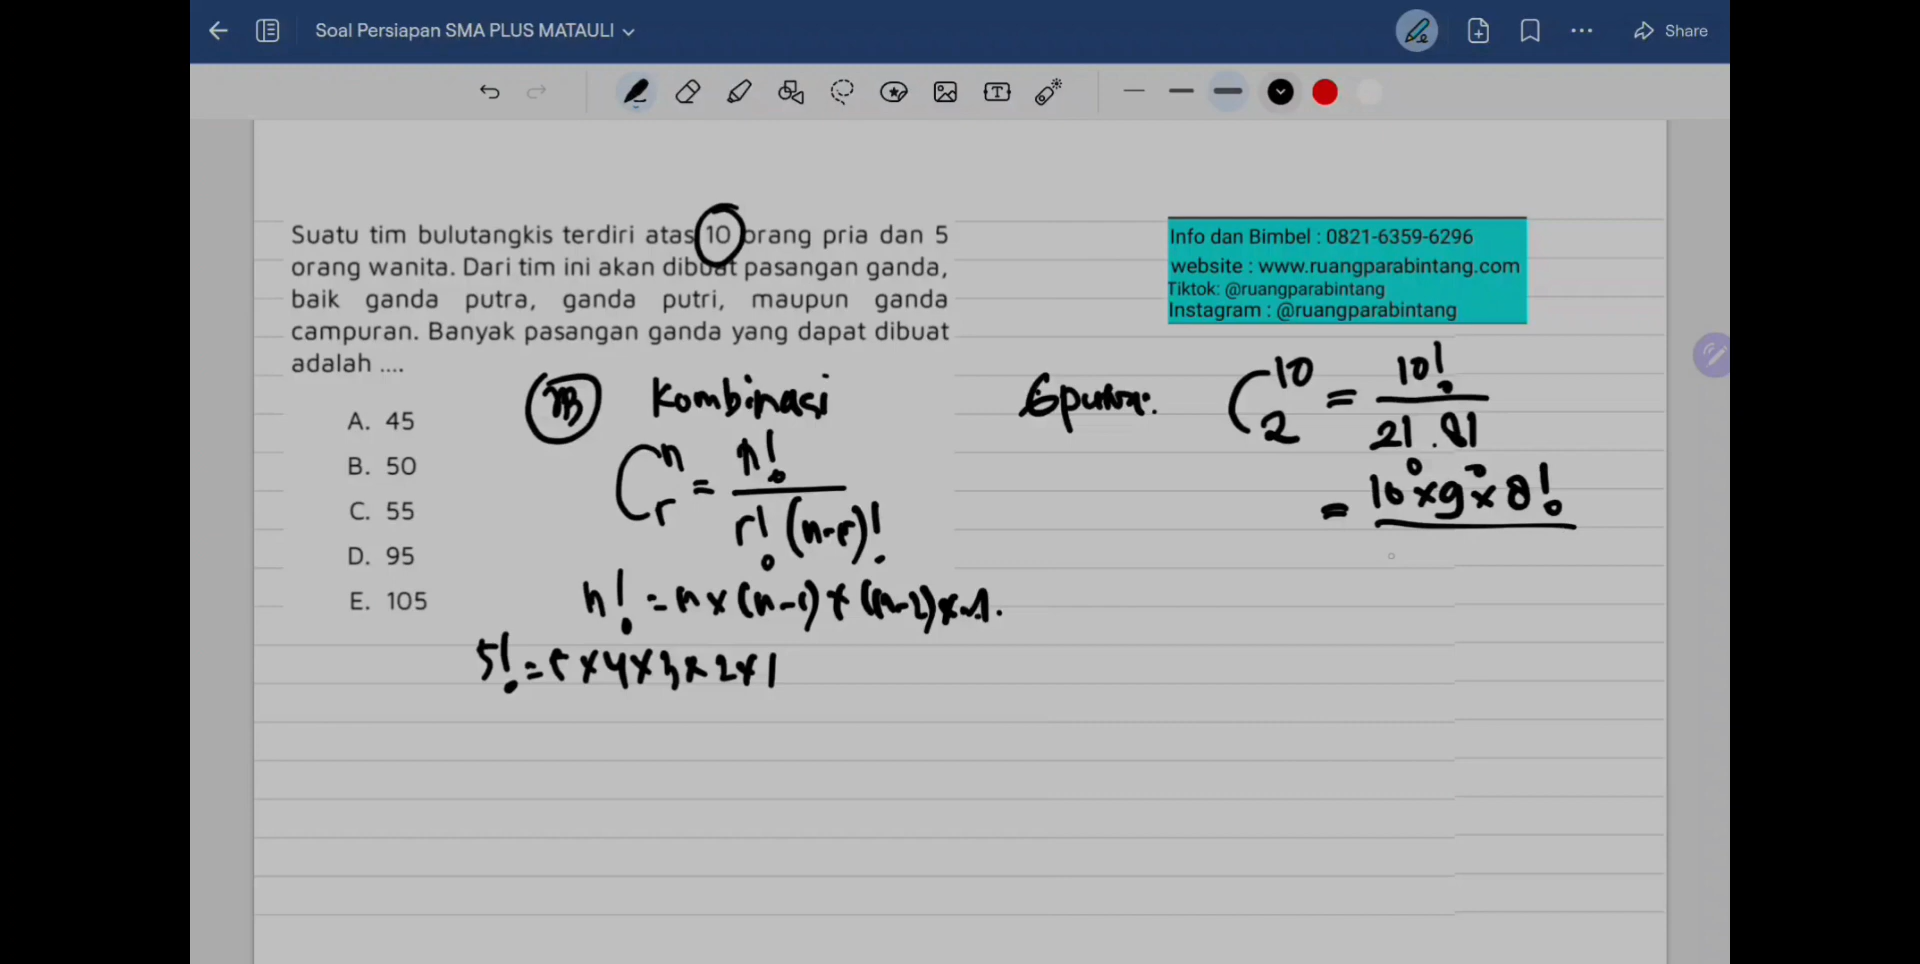 Soal Persiapan SMA PLUS MATAULI
Share
Suatu tim bulutangkis terdiri atas 10 orang pria dan 5
orang wanita. Dari tim ini akan dibuat pasangan ganda,
baik ganda putra, ganda putri, maupun ganda
campuran. Banyak pasangan ganda yang dapat dibuat
adalah ....
A. 45
B. 50
C. 55
D. 95
E. 105
Kombinasi
C n r = n! / r! (n-r)!
n! = n x (n-1) x (n-2) x ..1.
5! = 5 x 4 x 3 x 2 x 1
Info dan Bimbel : 0821-6359-6296
website : www.ruangparabintang.com
Tiktok: @ruangparabintang
Instagram : @ruangparabintang
C 10 2 = 10! / 2! . 8!
= 10 x 9 x 8!